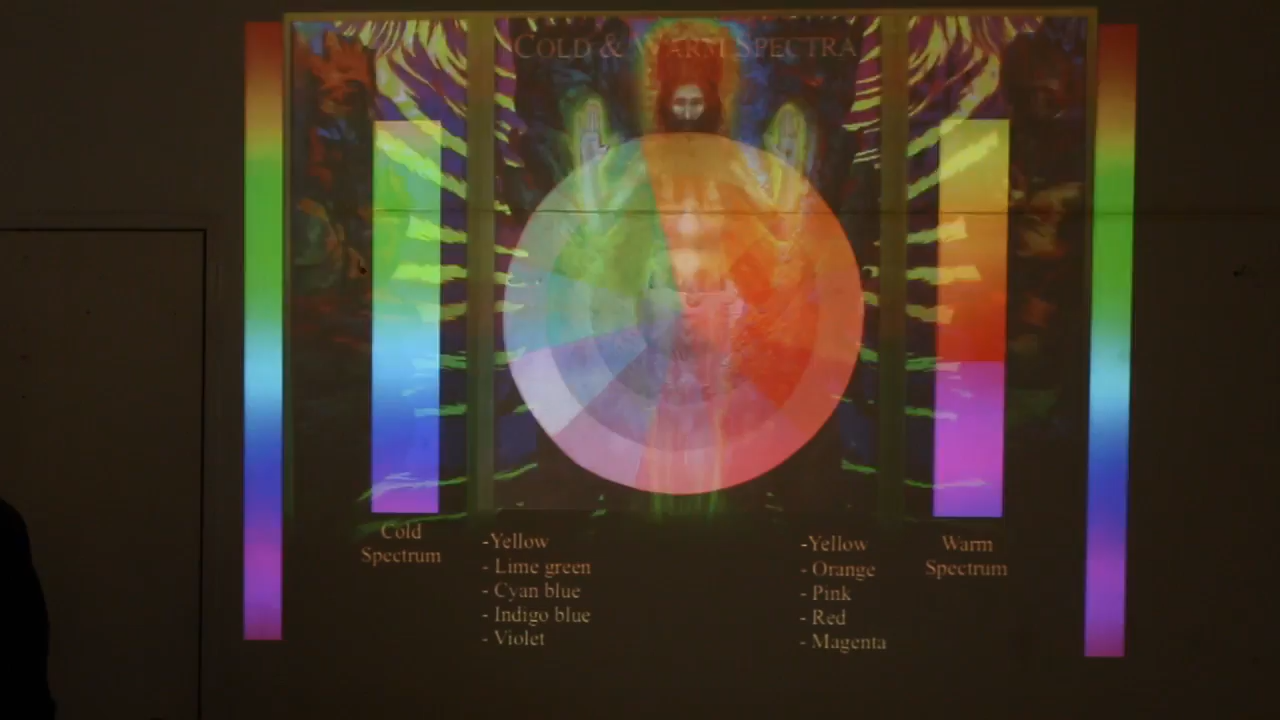 COLD & WARM SPECTRA
Cold
Spectrum
-Yellow
- Lime green
- Cyan blue
- Indigo blue
- Violet
-Yellow
- Orange
- Pink
- Red
- Magenta
Warm
Spectrum